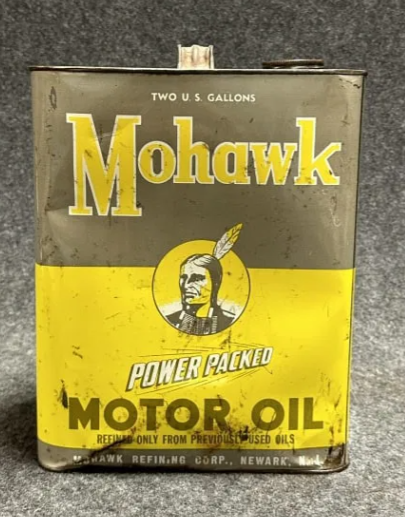 TWO U.S. GALLONS
Mohawk
POWER PACKED
MOTOR OIL
REFINED ONLY FROM PREVIOUSLY USED OILS
MOHAWK REFINING CORP., NEWARK, N.J.